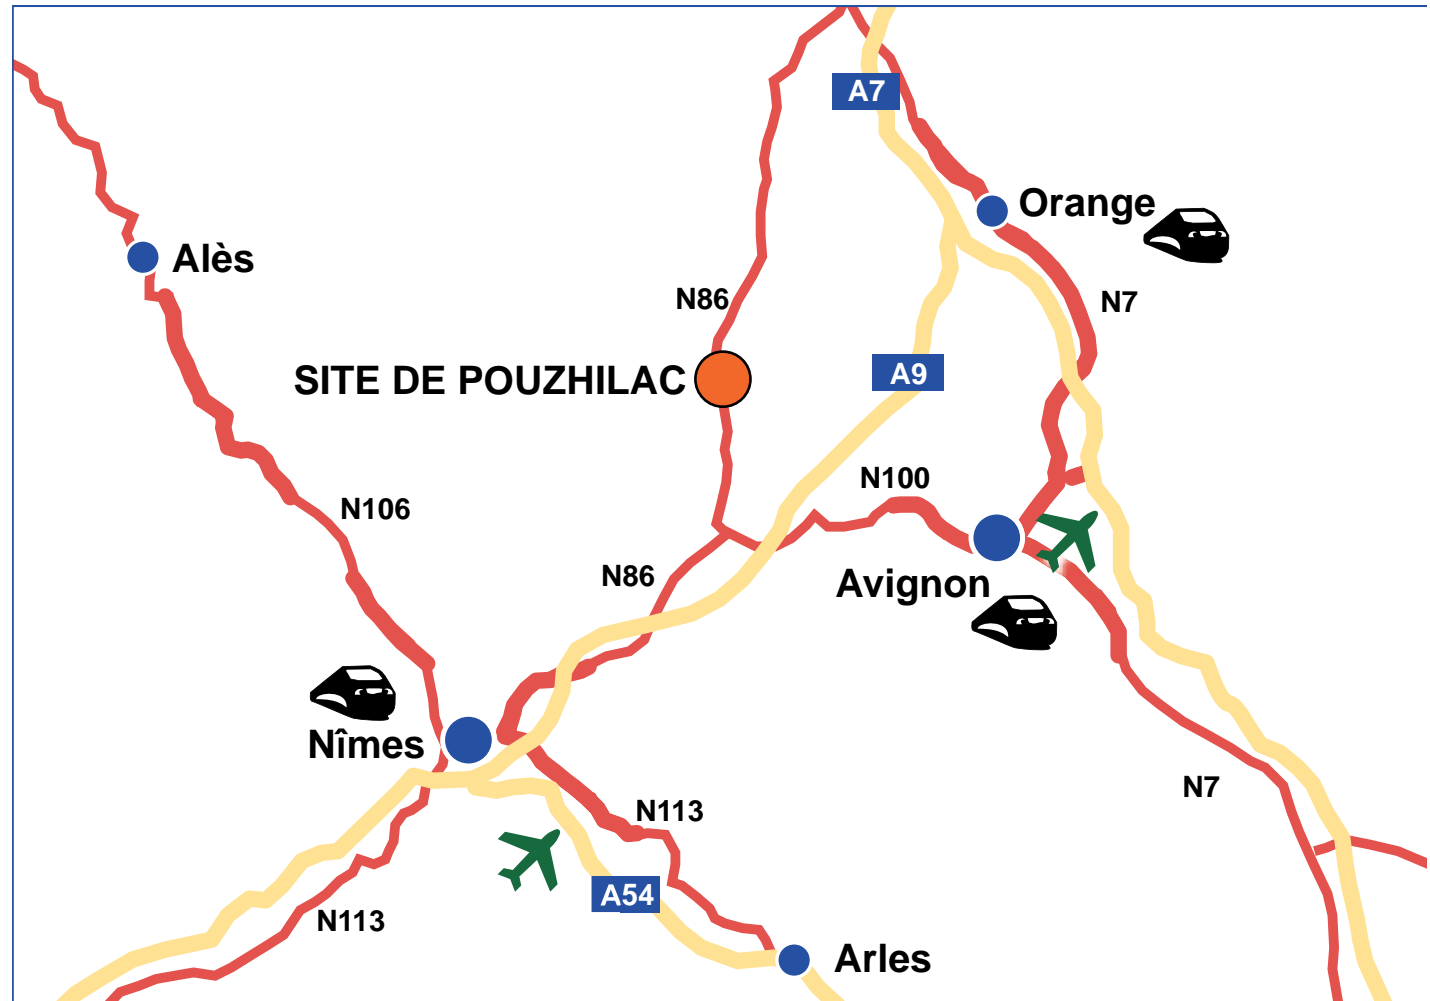 A7
Orange
Alès
N86
N7
SITE DE POUZHILAC
A9
N100
N106
N86
Avignon
Nîmes
N7
N113
A54
N113
Arles